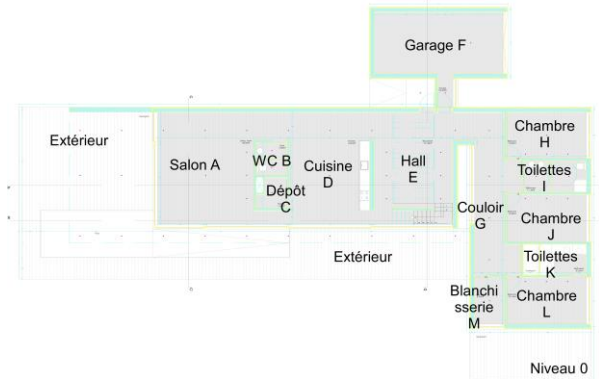 Garage F
Extérieur
Salon A
WC B
Dépôt
C
Cuisine
D
Hall
E
Couloir
G
Chambre
H
Toilettes
I
Chambre
J
Toilettes
K
Chambre
L
Blanchi
sserie
M
Extérieur
Niveau 0